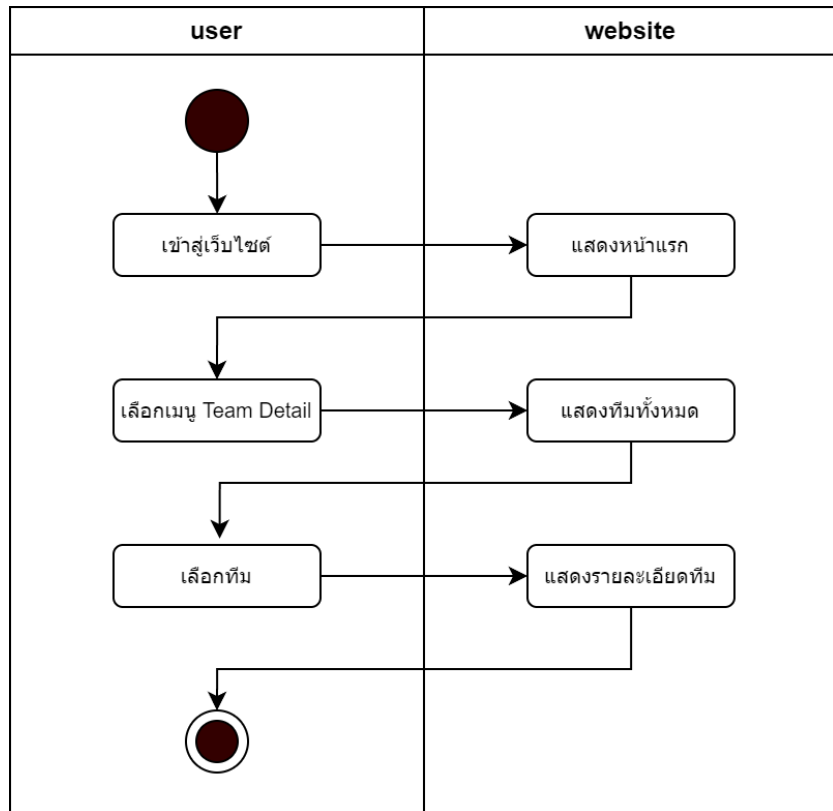 user
website
เข้าสู่เว็บไซต์
แสดงหน้าแรก
เลือกเมนู Team Detail
แสดงทีมทั้งหมด
เลือกทีม
แสดงรายละเอียดทีม